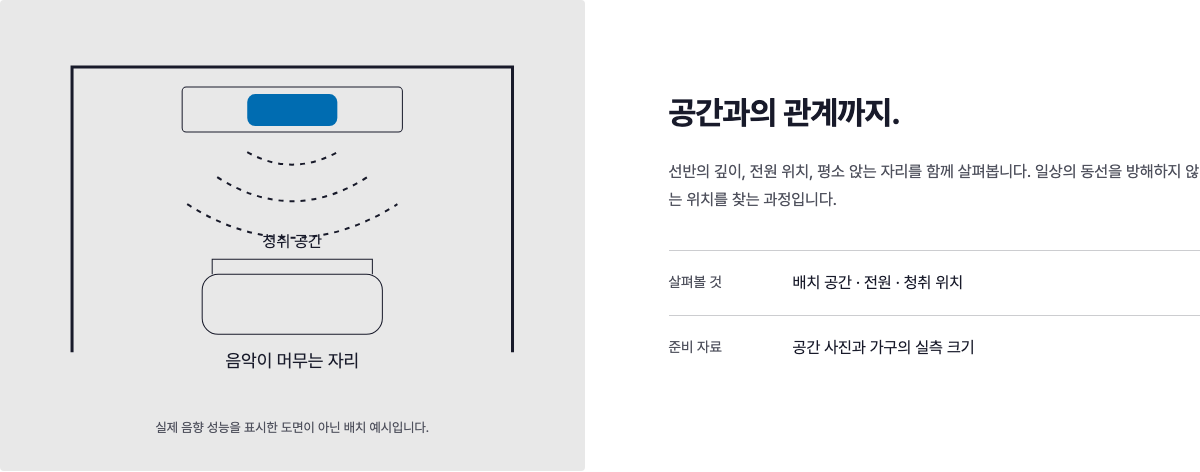 청취 공간
음악이 머무는 자리
실제 음향 성능을 표시한 도면이 아닌 배치 예시입니다.
공간과의 관계까지.
선반의 깊이, 전원 위치, 평소 앉는 자리를 함께 살펴봅니다. 일상의 동선을 방해하지 않
는 위치를 찾는 과정입니다.
살펴볼 것
배치 공간 · 전원 · 청취 위치
준비 자료
공간 사진과 가구의 실측 크기